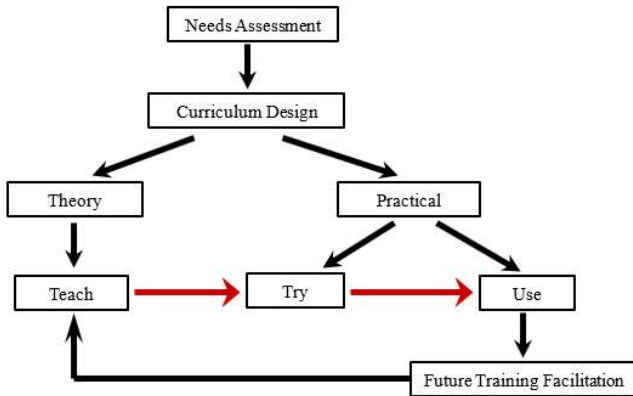 Needs Assessment
Curriculum Design
Theory
Practical
Teach
Try
Use
Future Training Facilitation